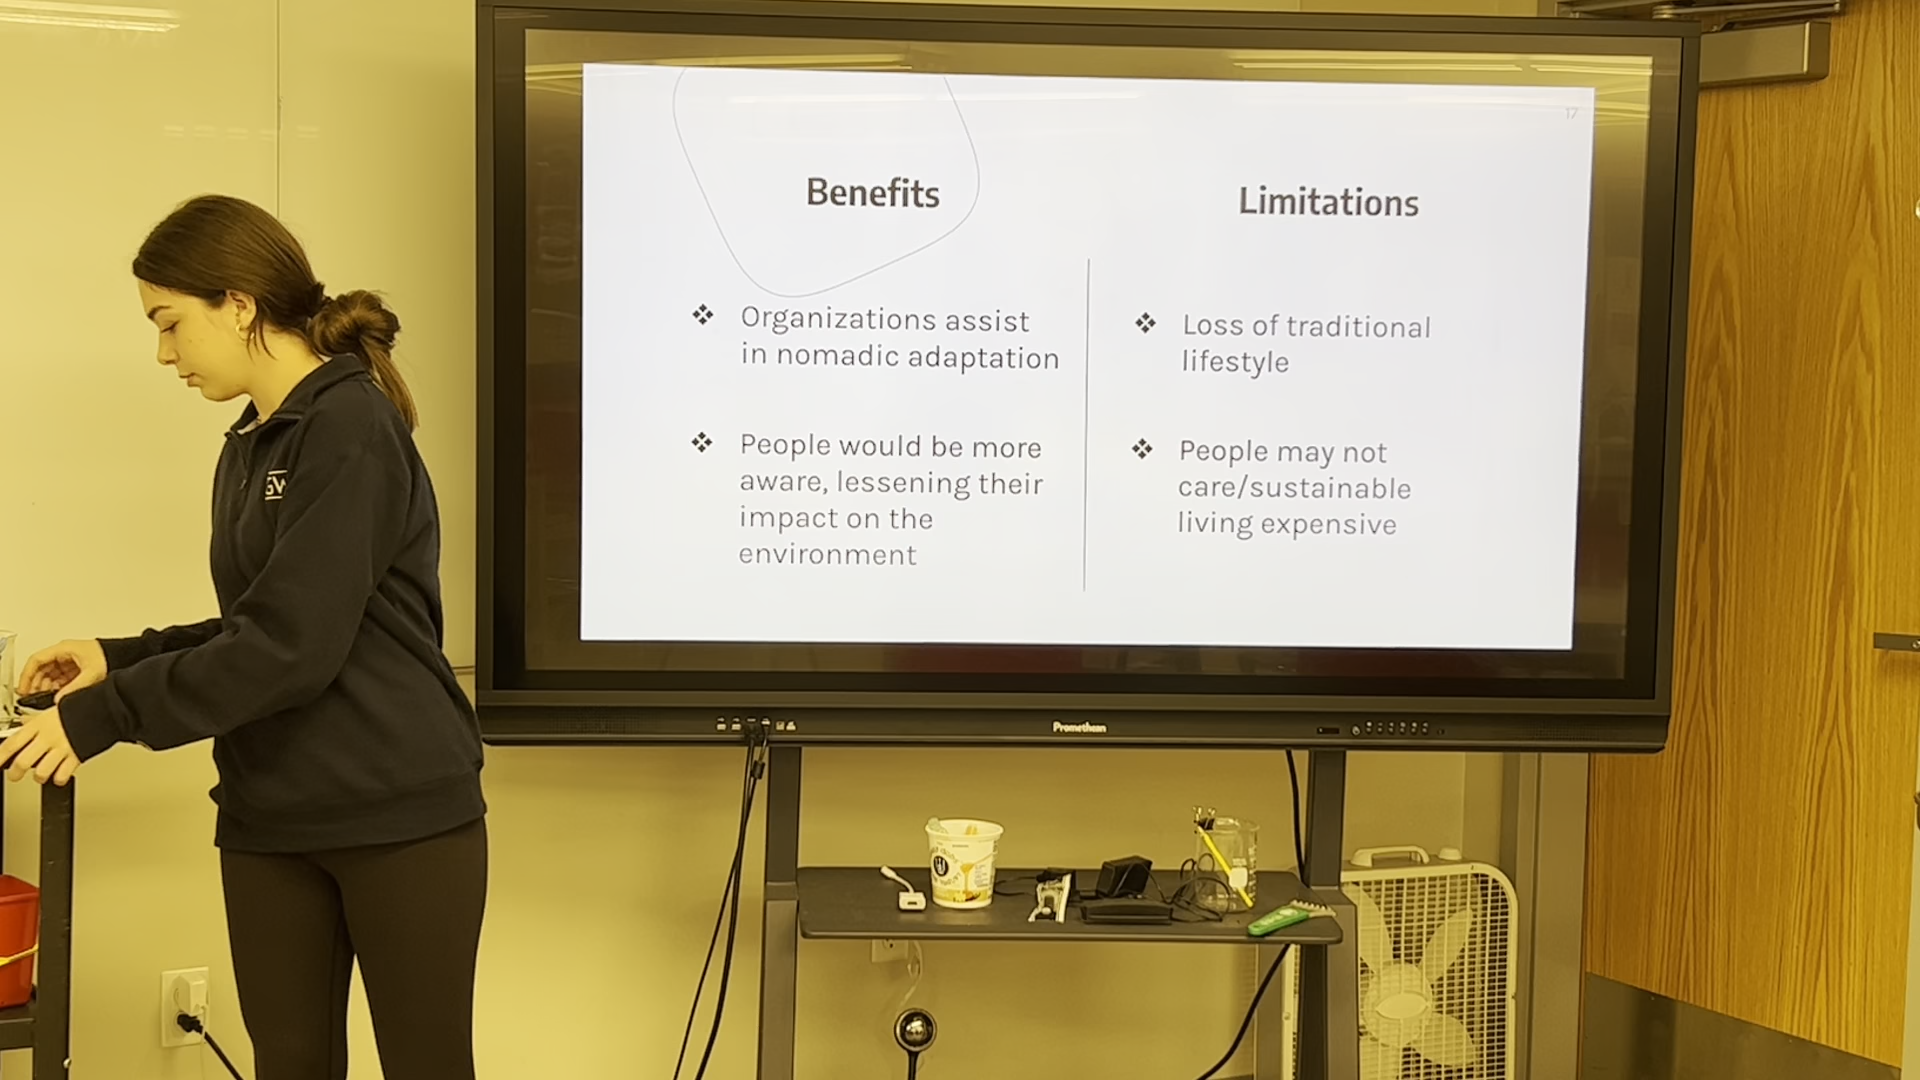 17
Benefits
Organizations assist
in nomadic adaptation
People would be more
aware, lessening their
impact on the
environment
Limitations
Loss of traditional
lifestyle
People may not
care/sustainable
living expensive
Promethean